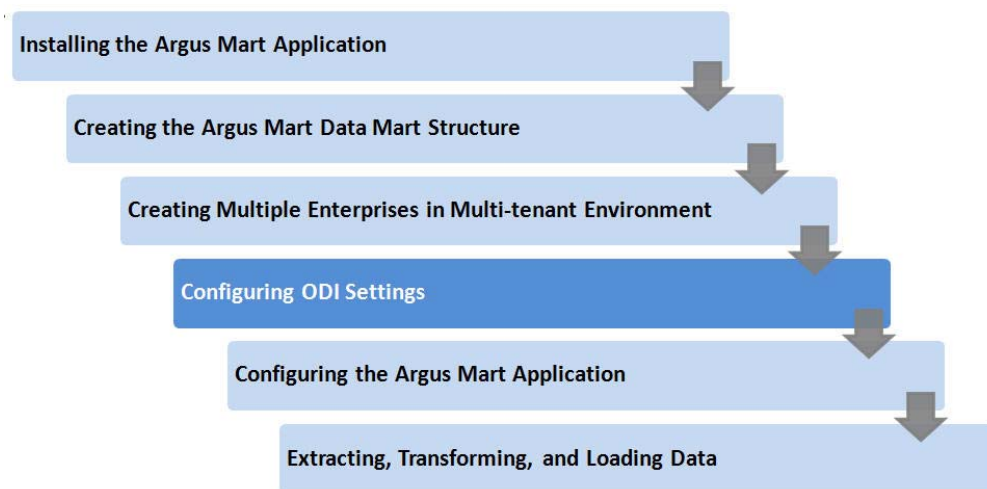 Installing the Argus Mart Application
Creating the Argus Mart Data Mart Structure
Creating Multiple Enterprises in Multi-tenant Environment
Configuring ODI Settings
Configuring the Argus Mart Application
Extracting, Transforming, and Loading Data